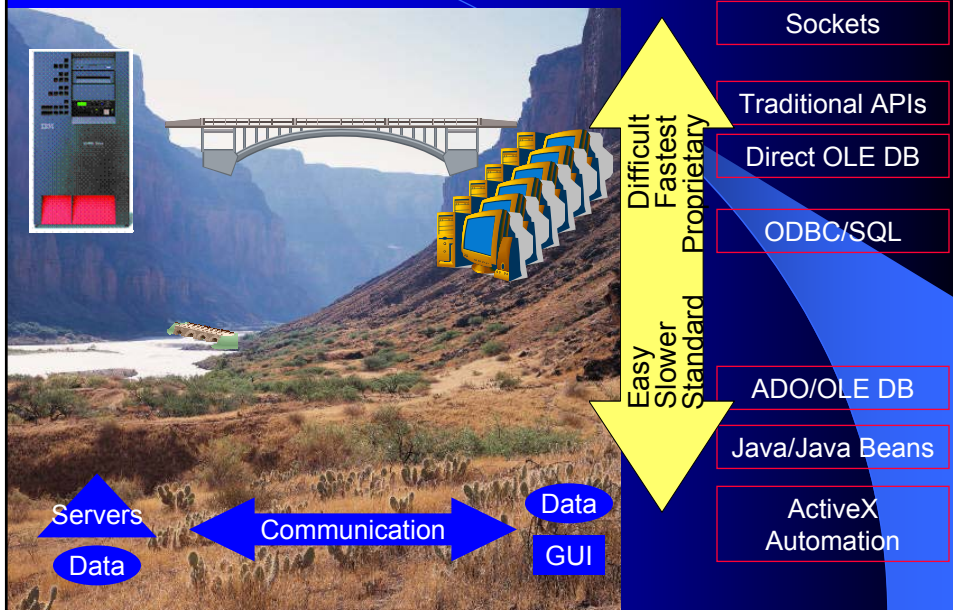 Sockets
Traditional APIs
Direct OLE DB
ODBC/SQL
ADO/OLE DB
Java/Java Beans
ActiveX
Automation
Difficult
Fastest
Proprietary
Easy
Slower
Standard
IBM
Servers
Data
Communication
Data
GUI